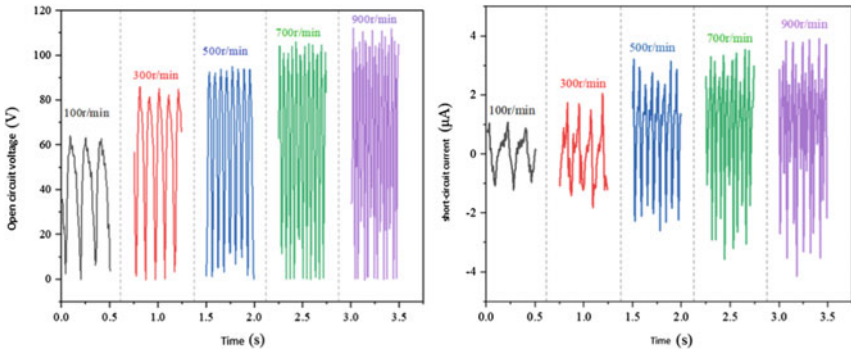 Open circuit voltage (V)
120
100
80
60
40
20
0
100r/min
300r/min
500r/min
700r/min
900r/min
0.0 0.5 1.0 1.5 2.0 2.5 3.0 3.5
Time (s)
short-circuit current (μA)
4
2
0
-2
-4
100r/min
300r/min
500r/min
700r/min
900r/min
0.0 0.5 1.0 1.5 2.0 2.5 3.0 3.5
Time (s)